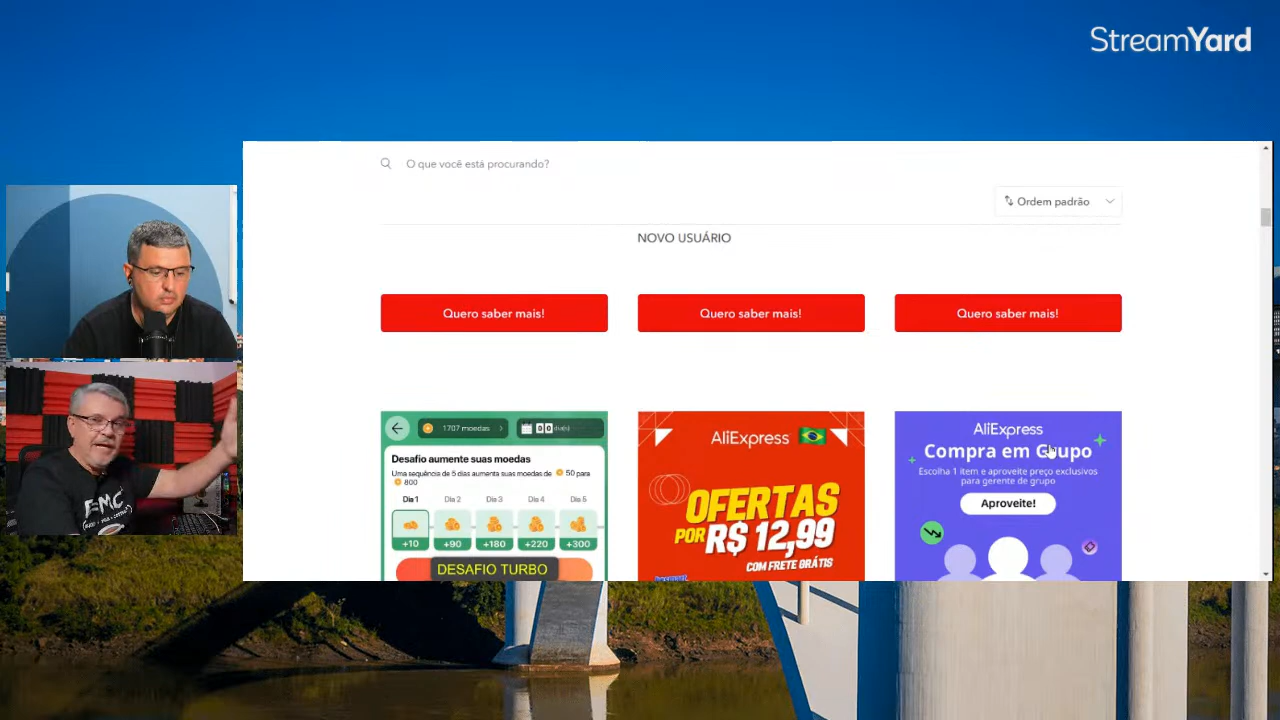 StreamYard
O que você está procurando?
Ordem padrão
NOVO USUÁRIO
Quero saber mais!
Quero saber mais!
Quero saber mais!
1707 moedas
00
Desafio aumente suas moedas
Uma sequência de 5 dias aumenta suas moedas de 50 para
800
Dia 1 Dia 2 Dia 3 Dia 4 Dia 5
+10 +90 +180 +220 +300
DESAFIO TURBO
AliExpress
OFERTAS
POR R$ 12,99
COM FRETE GRÁTIS
AliExpress
Compra em Grupo
Escolha 1 item e aproveite preço exclusivos
para gerente de grupo
Aproveite!